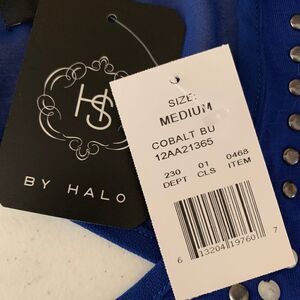 HS
BY HALO
SIZE:
MEDIUM
COBALT BU
12AA21365
230 01 0468
DEPT CLS ITEM
6 13204 19760 7